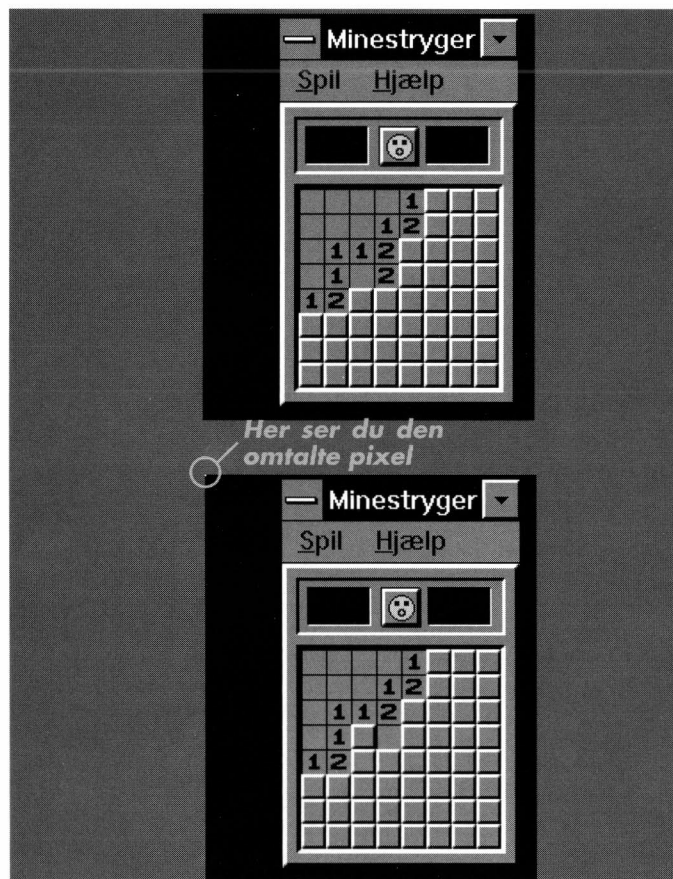 Minestryger
Spil Hjælp
1
1 2
1 1 2
1 2
1 2
Her ser du den
omtalte pixel
Minestryger
Spil Hjælp
1
1 2
1 1 2
1
1 2